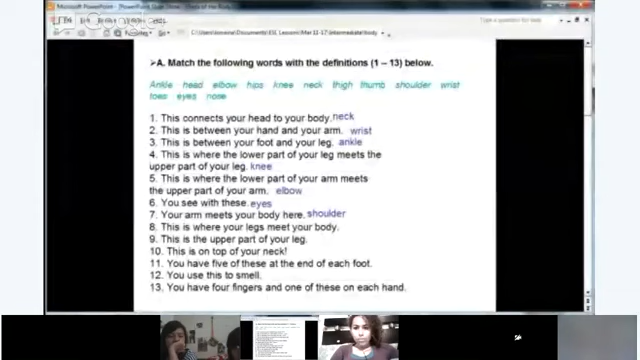 ➢A. Match the following words with the definitions (1 – 13) below.
Ankle head elbow hips knee neck thigh thumb shoulder wrist
toes eyes nose
1. This connects your head to your body. neck
2. This is between your hand and your arm. wrist
3. This is between your foot and your leg. ankle
4. This is where the lower part of your leg meets the
upper part of your leg. knee
5. This is where the lower part of your arm meets
the upper part of your arm. elbow
6. You see with these. eyes
7. Your arm meets your body here. shoulder
8. This is where your legs meet your body.
9. This is the upper part of your leg.
10. This is on top of your neck!
11. You have five of these at the end of each foot.
12. You use this to smell.
13. You have four fingers and one of these on each hand.